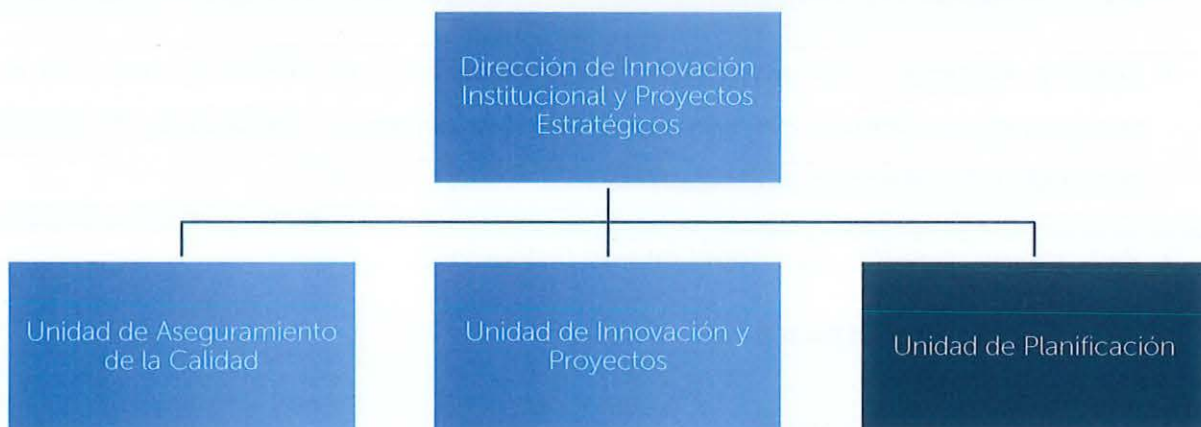 Dirección de Innovación
Institucional y Proyectos
Estratégicos
Unidad de Aseguramiento
de la Calidad
Unidad de Innovación y
Proyectos
Unidad de Planificación